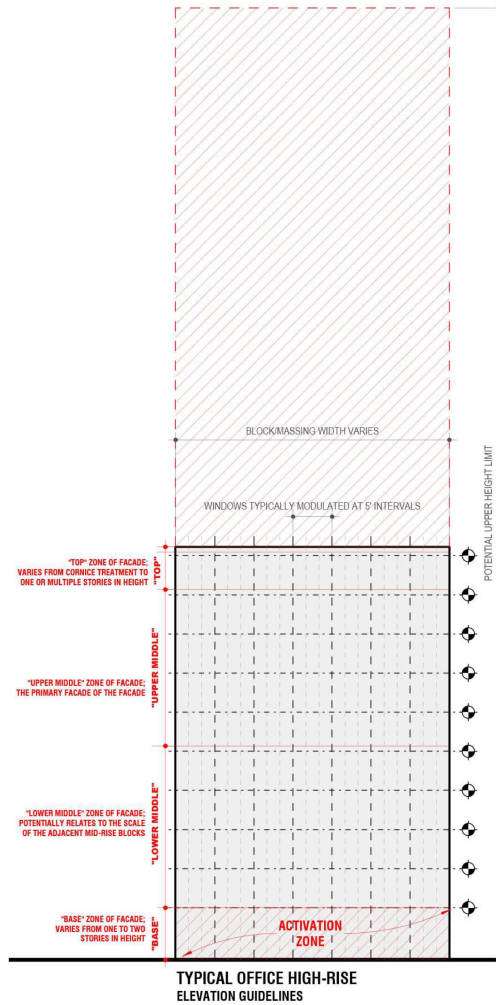 BLOCK/MASSING WIDTH VARIES
POTENTIAL UPPER HEIGHT LIMIT
WINDOWS TYPICALLY MODULATED AT 5' INTERVALS
"TOP" ZONE OF FACADE;
VARIES FROM CORNICE TREATMENT TO
ONE OR MULTIPLE STORIES IN HEIGHT
"TOP"
"UPPER MIDDLE" ZONE OF FACADE;
THE PRIMARY FACADE OF THE FACADE
"UPPER MIDDLE"
"LOWER MIDDLE" ZONE OF FACADE;
POTENTIALLY RELATES TO THE SCALE
OF THE ADJACENT MID-RISE BLOCKS
"LOWER MIDDLE"
"BASE" ZONE OF FACADE;
VARIES FROM ONE TO TWO
STORIES IN HEIGHT
"BASE"
ACTIVATION
ZONE
TYPICAL OFFICE HIGH-RISE
ELEVATION GUIDELINES